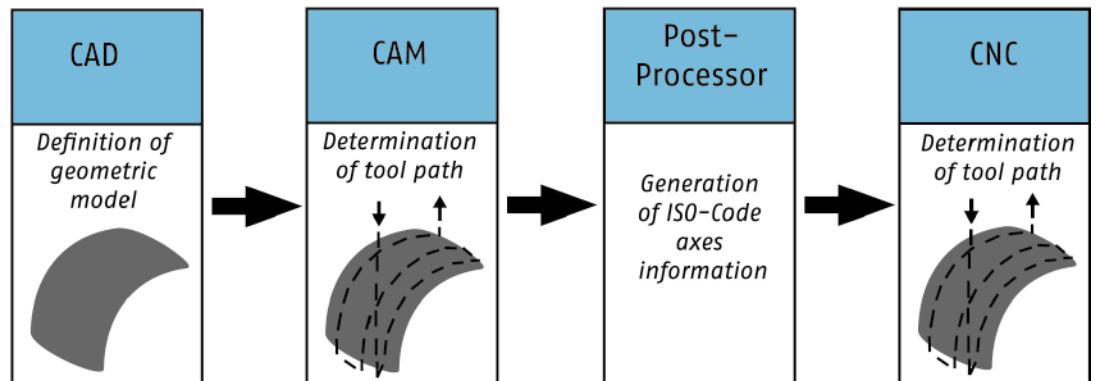 CAD
Definition of
geometric
model
CAM
Determination
of tool path
Post-
Processor
Generation
of ISO-Code
axes
information
CNC
Determination
of tool path